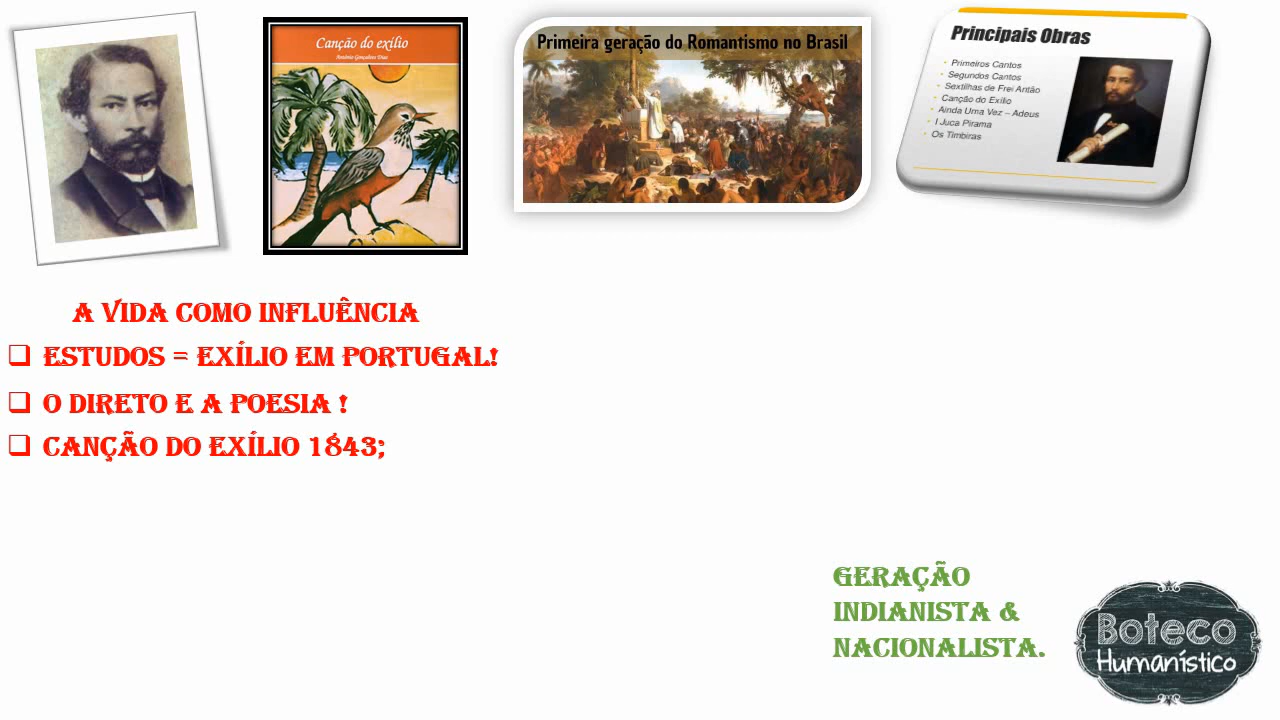 Canção do exílio
Antônio Gonçalves Dias
Primeira geração do Romantismo no Brasil
Principais Obras
Primeiros Cantos
Segundos Cantos
Sextilhas de Frei Antão
Canção do Exílio
Ainda Uma Vez – Adeus
I Juca Pirama
Os Timbiras
A VIDA COMO INFLUÊNCIA
ESTUDOS = EXÍLIO EM PORTUGAL!
O DIRETO E A POESIA !
CANÇÃO DO EXÍLIO 1843;
GERAÇÃO
INDIANISTA &
NACIONALISTA.
Boteco
Humanístico